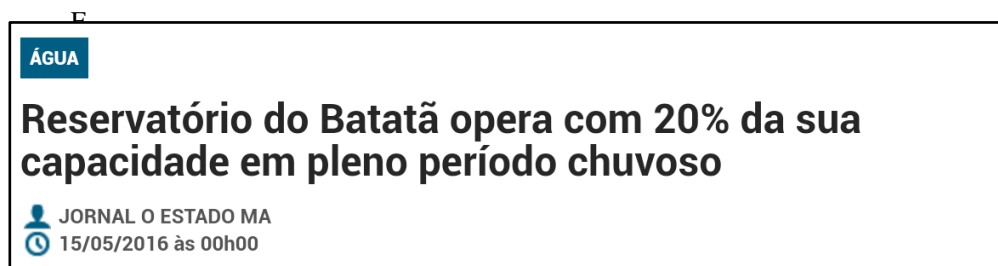 ÁGUA
Reservatório do Batatã opera com 20% da sua
capacidade em pleno período chuvoso
JORNAL O ESTADO MA
15/05/2016 às 00h00